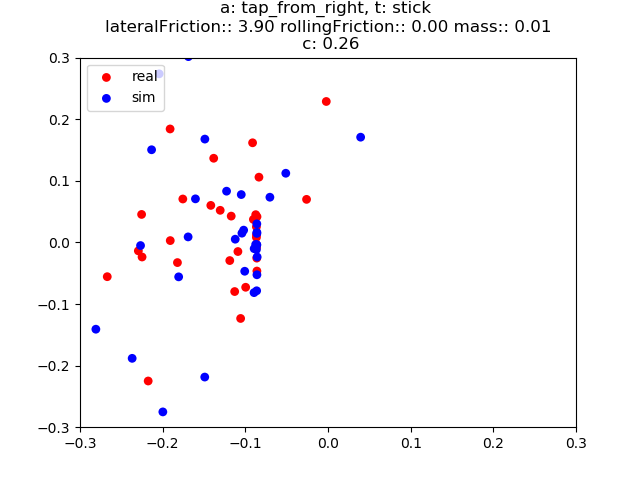 a: tap_from_right, t: stick
lateralFriction:: 3.90 rollingFriction:: 0.00 mass:: 0.01
c: 0.26
real
sim
0.3
0.2
0.1
0.0
−0.1
−0.2
−0.3
−0.3
−0.2
−0.1
0.0
0.1
0.2
0.3